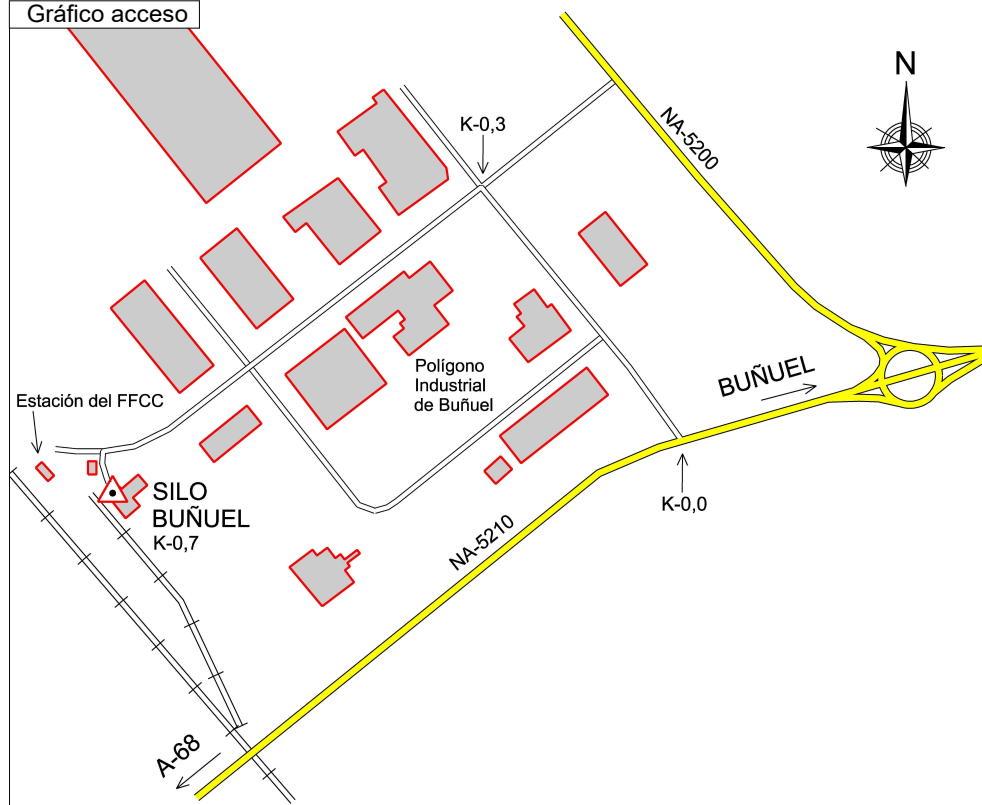 Gráfico acceso
N
K-0,3
NA-5200
BUÑUEL
Polígono
Industrial
de Buñuel
Estación del FFCC
SILO
BUÑUEL
K-0,7
K-0,0
NA-5210
A-68